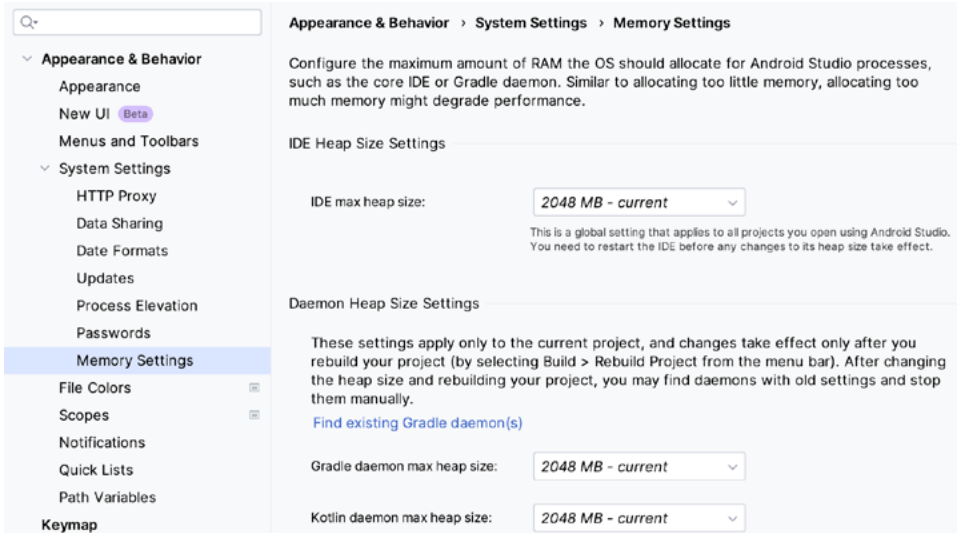 Appearance & Behavior
Appearance
New UI Beta
Menus and Toolbars
System Settings
HTTP Proxy
Data Sharing
Date Formats
Updates
Process Elevation
Passwords
Memory Settings
File Colors
Scopes
Notifications
Quick Lists
Path Variables
Keymap
Appearance & Behavior › System Settings › Memory Settings
Configure the maximum amount of RAM the OS should allocate for Android Studio processes,
such as the core IDE or Gradle daemon. Similar to allocating too little memory, allocating too
much memory might degrade performance.
IDE Heap Size Settings
IDE max heap size: 2048 MB - current
This is a global setting that applies to all projects you open using Android Studio.
You need to restart the IDE before any changes to its heap size take effect.
Daemon Heap Size Settings
These settings apply only to the current project, and changes take effect only after you
rebuild your project (by selecting Build > Rebuild Project from the menu bar). After changing
the heap size and rebuilding your project, you may find daemons with old settings and stop
them manually.
Find existing Gradle daemon(s)
Gradle daemon max heap size: 2048 MB - current
Kotlin daemon max heap size: 2048 MB - current